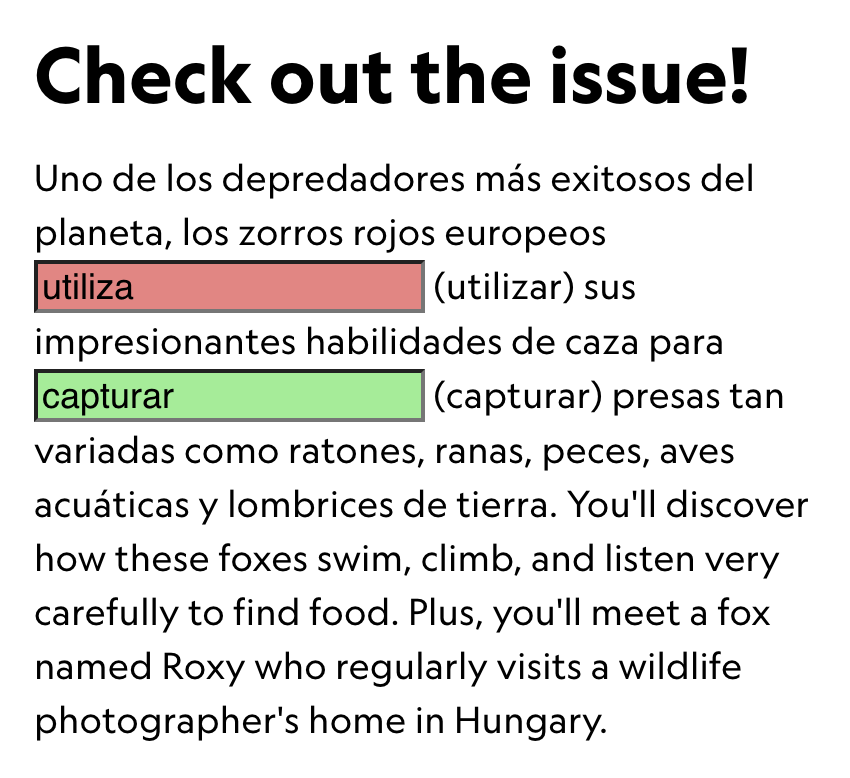 Check out the issue!
Uno de los depredadores más exitosos del
planeta, los zorros rojos europeos
utiliza (utilizar) sus
impresionantes habilidades de caza para
capturar (capturar) presas tan
variadas como ratones, ranas, peces, aves
acuáticas y lombrices de tierra. You'll discover
how these foxes swim, climb, and listen very
carefully to find food. Plus, you'll meet a fox
named Roxy who regularly visits a wildlife
photographer's home in Hungary.